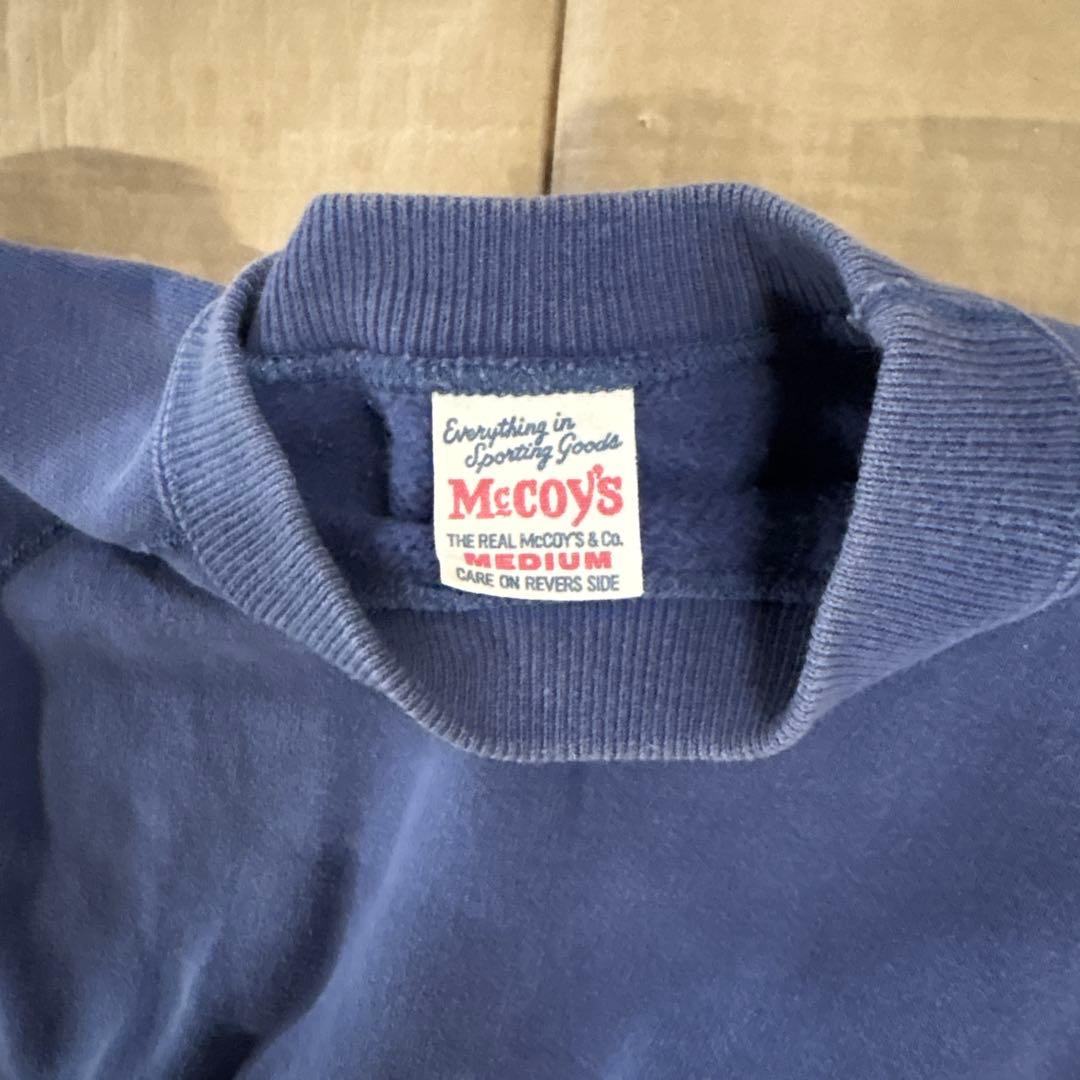 Everything in
Sporting Goods
McCOY'S
THE REAL McCOY'S & Co.
MEDIUM
CARE ON REVERS SIDE